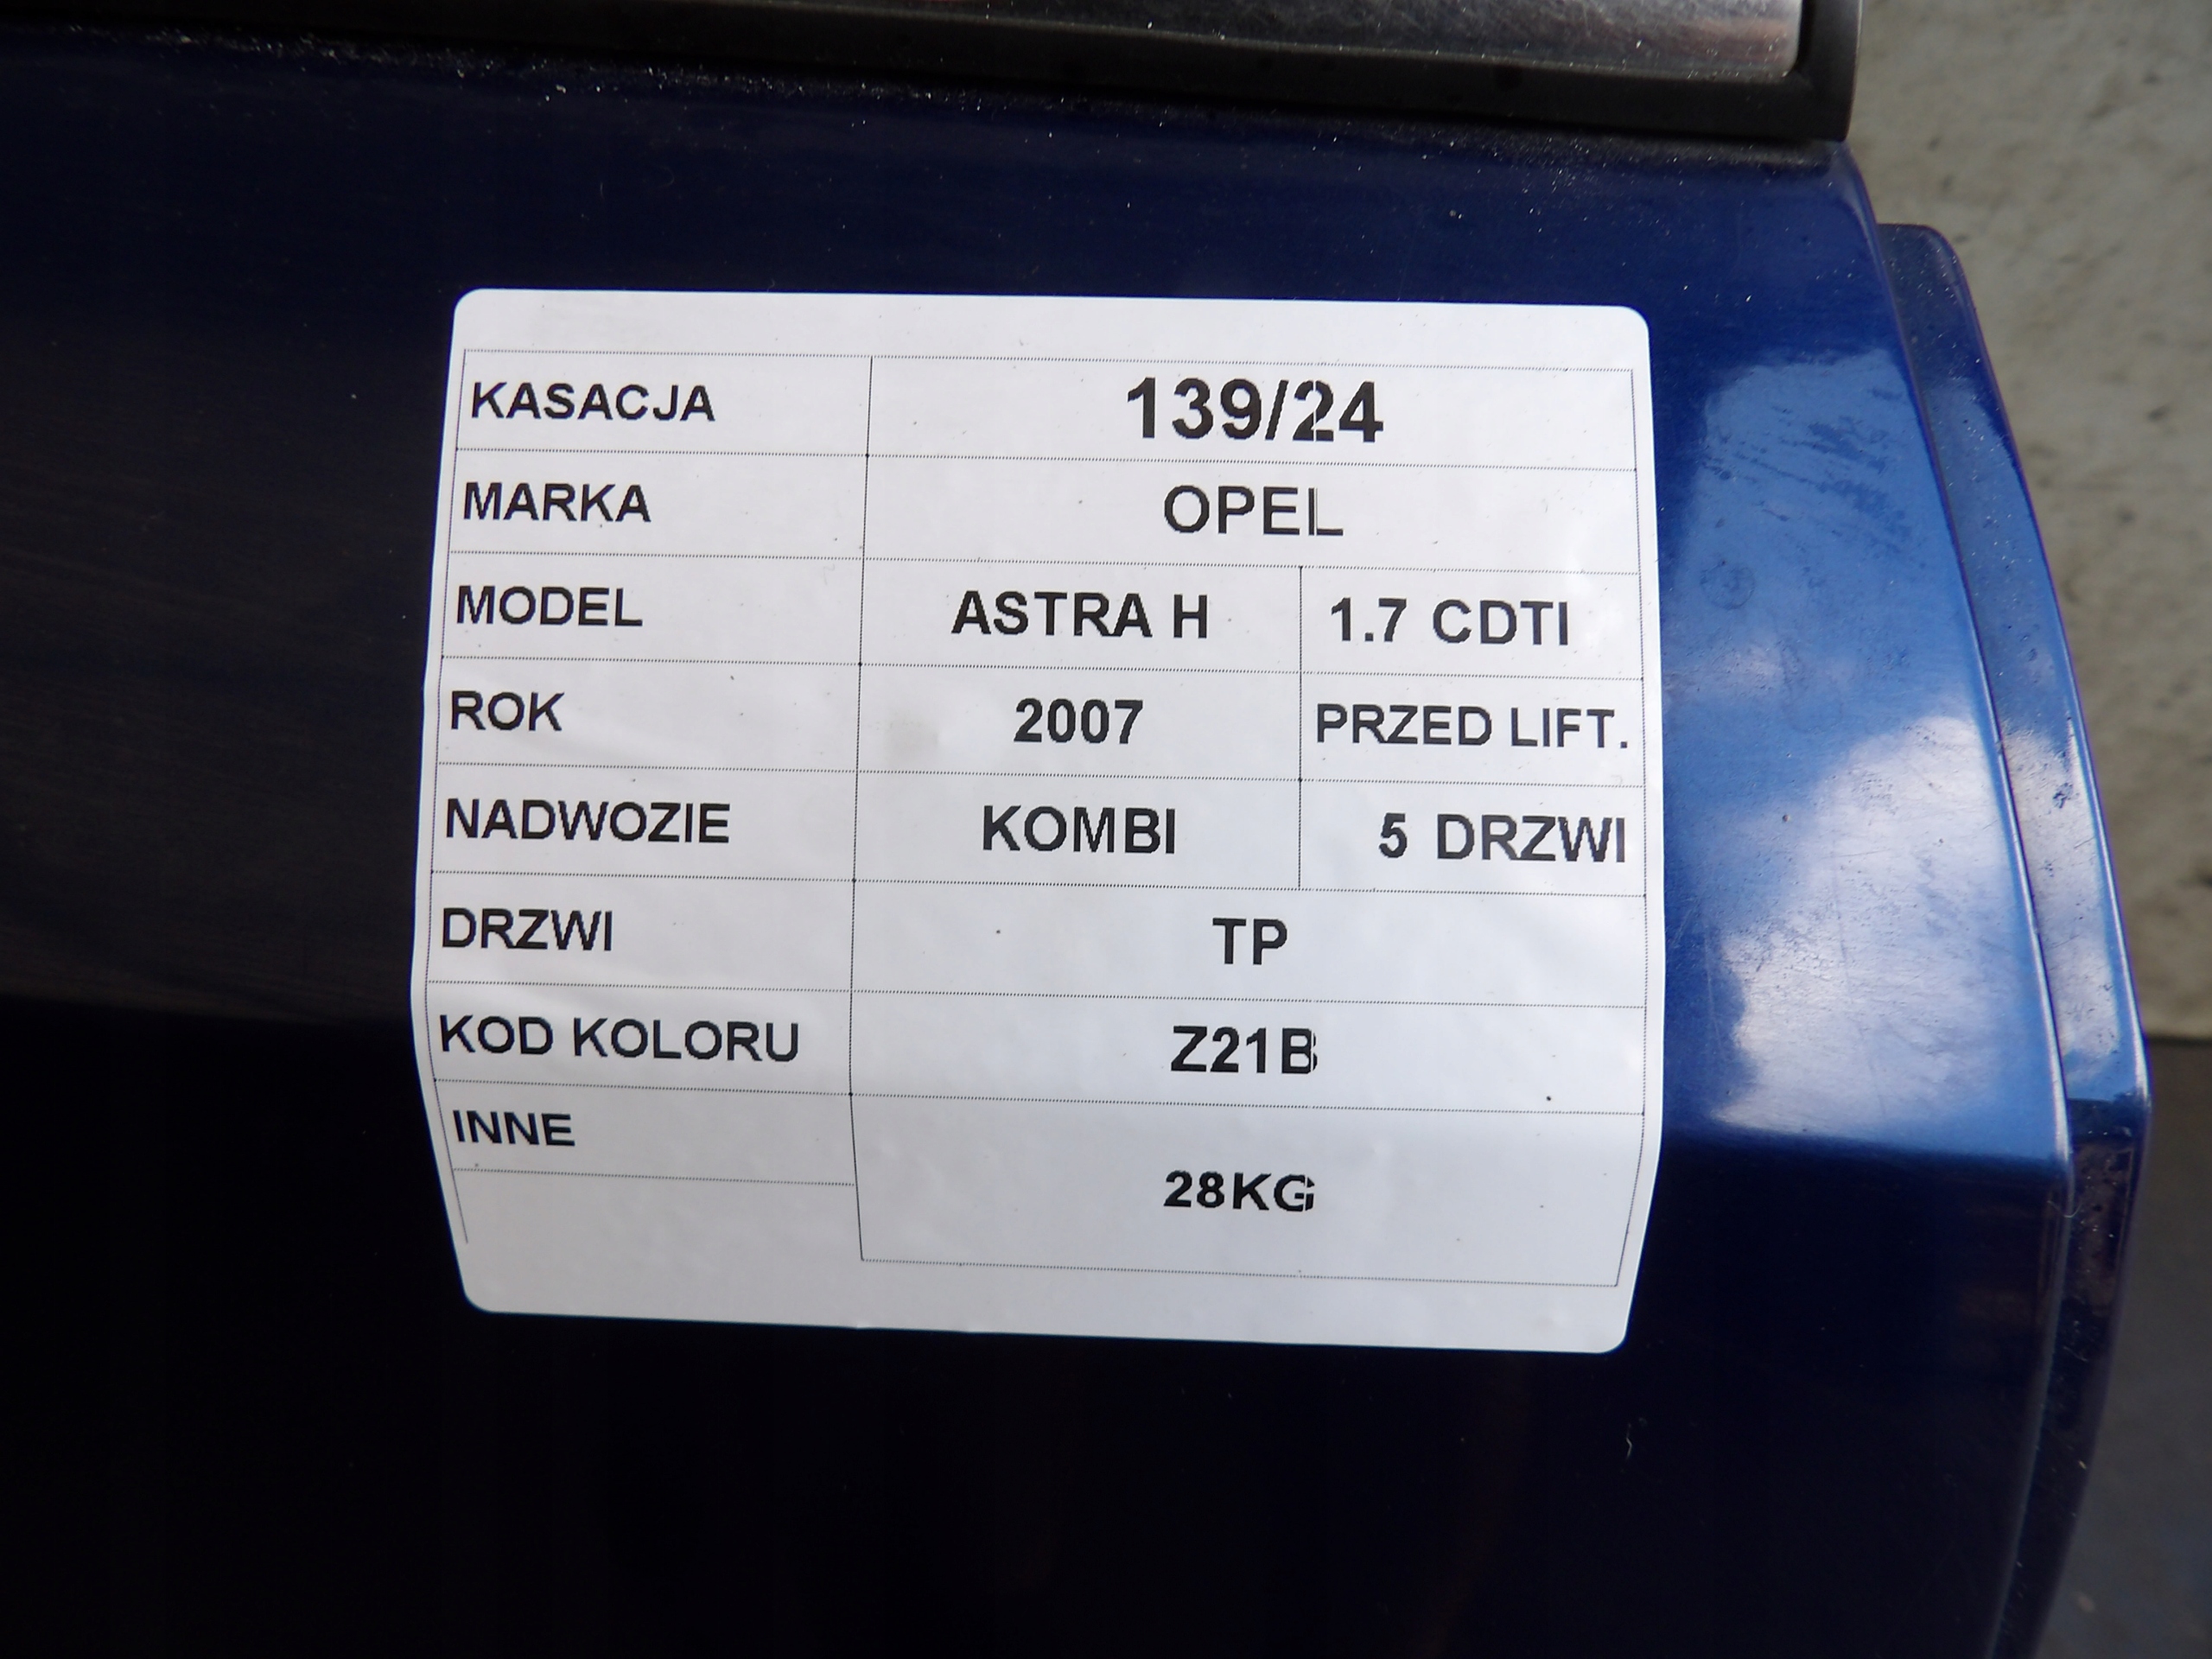 KASACJA 139/24
MARKA OPEL
MODEL ASTRA H 1.7 CDTI
ROK 2007 PRZED LIFT.
NADWOZIE KOMBI 5 DRZWI
DRZWI TP
KOD KOLORU Z21B
INNE 28KG